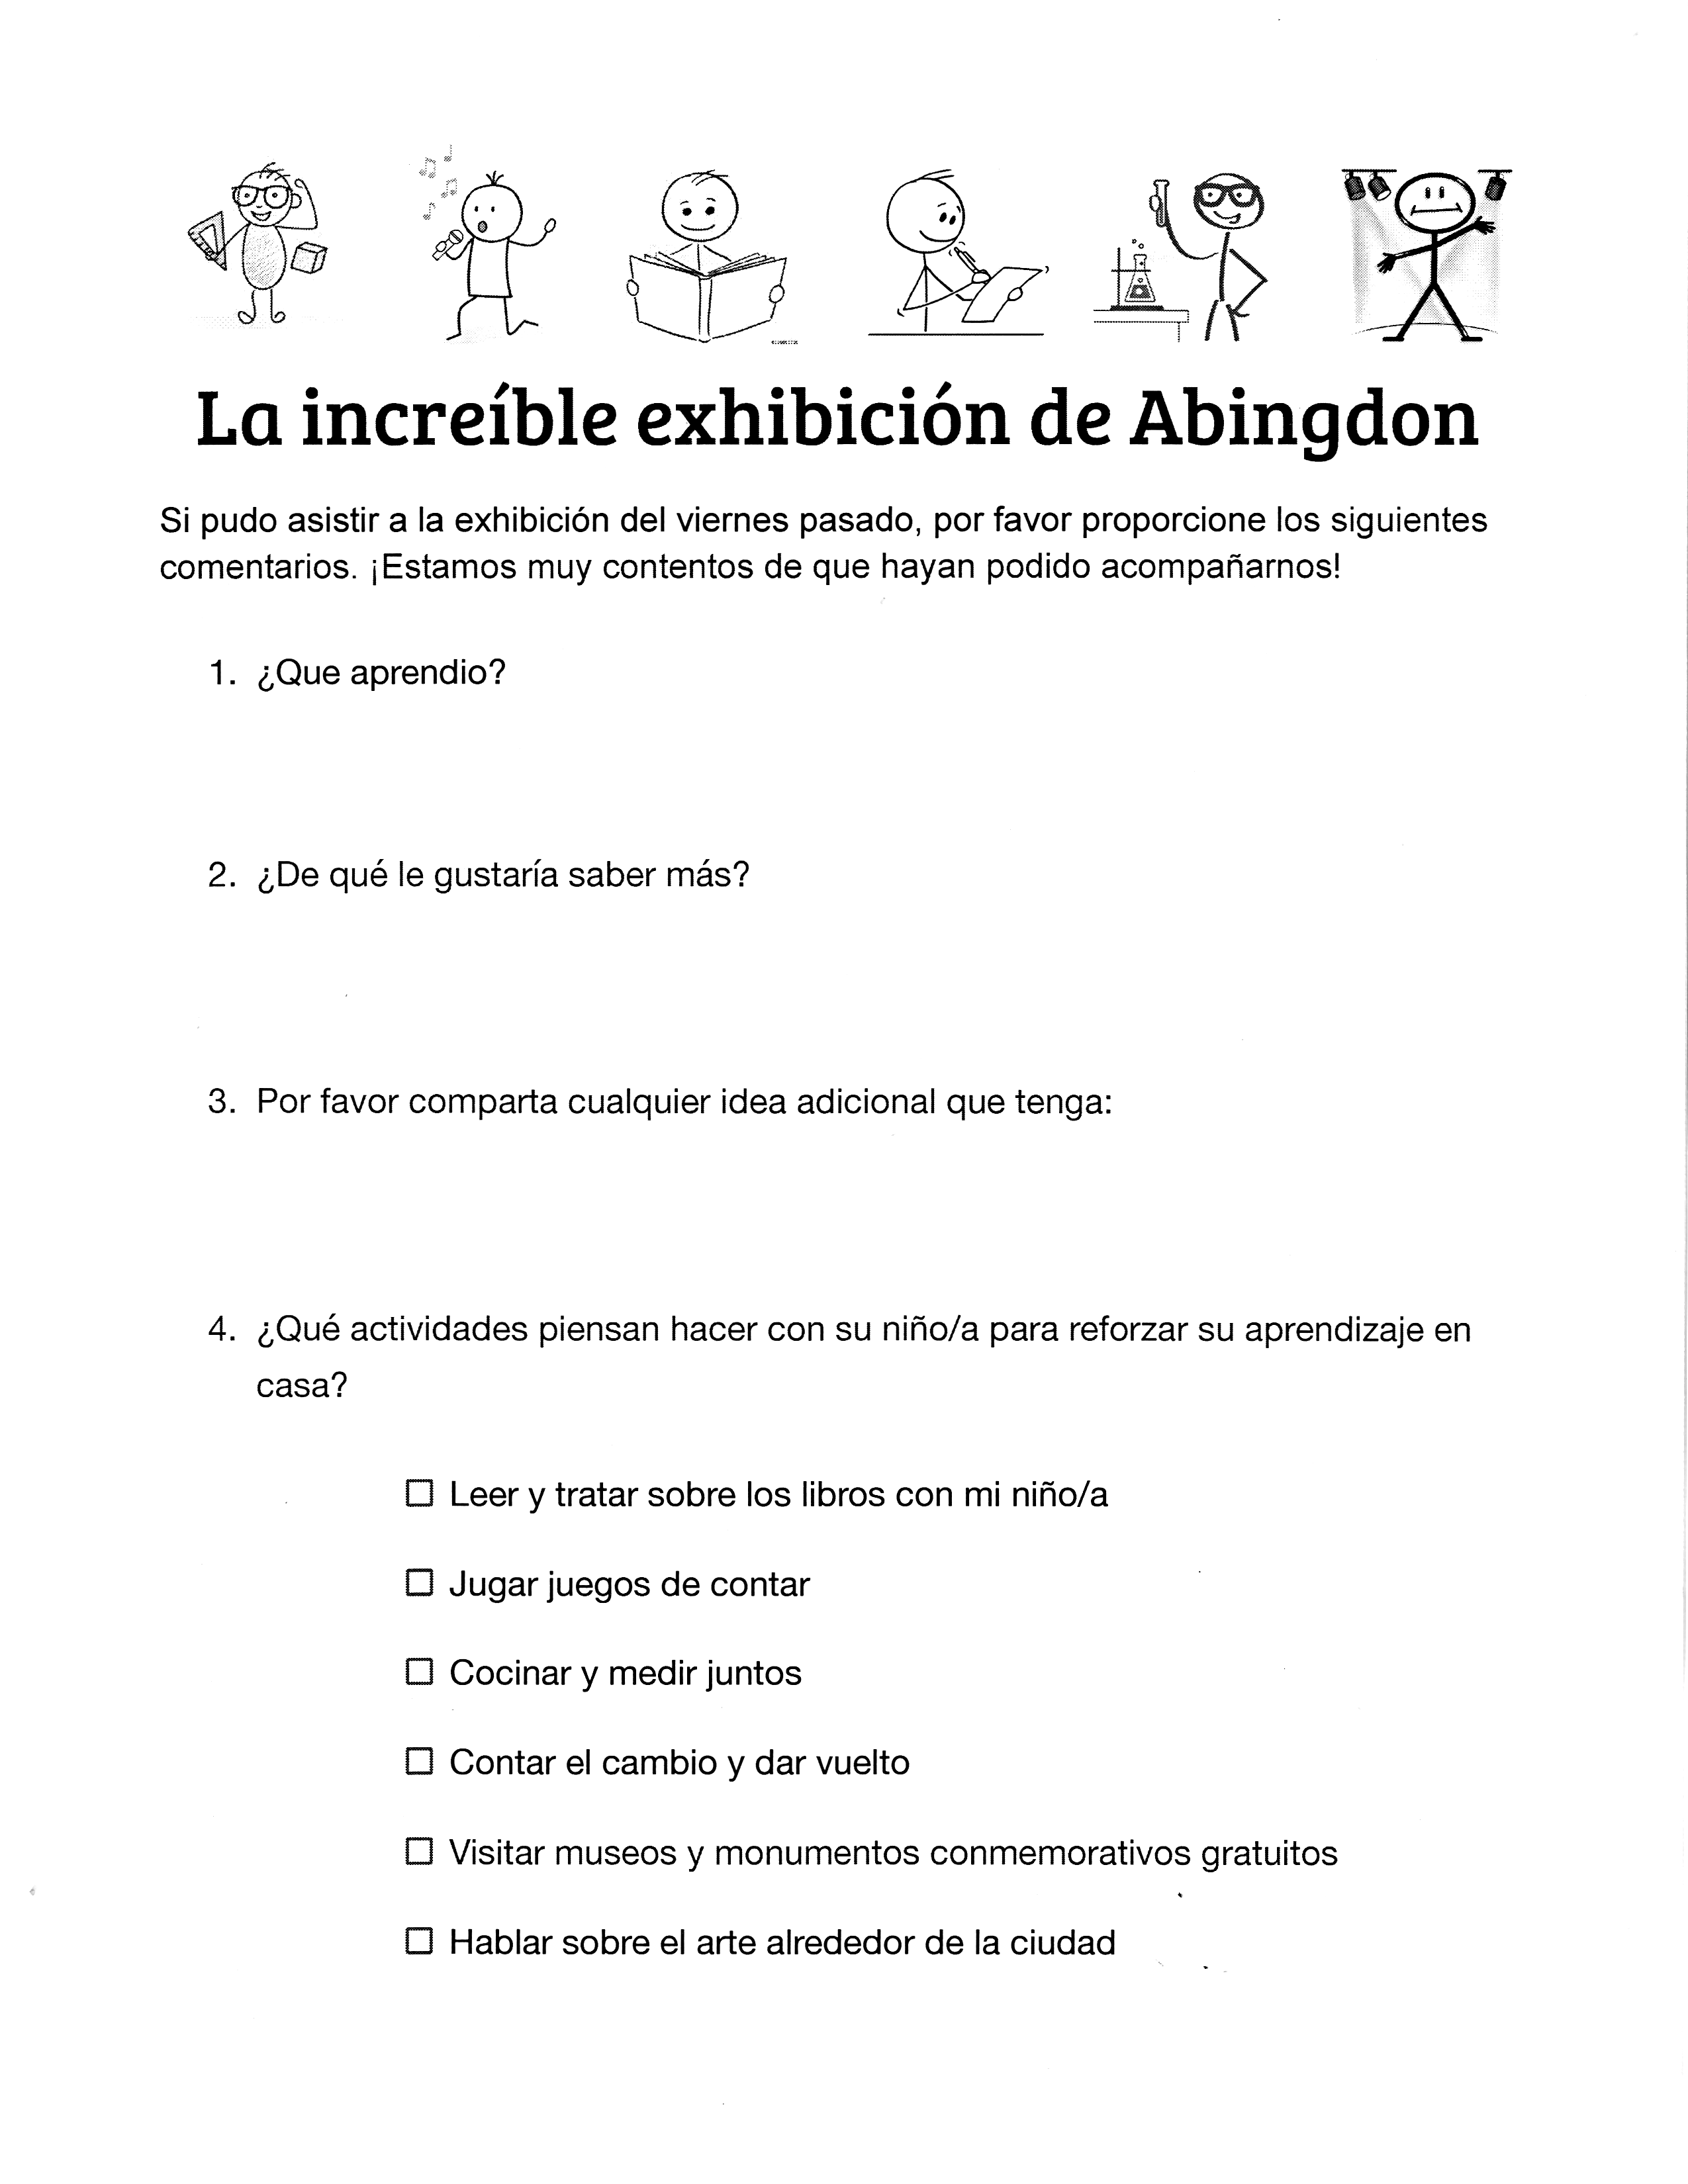 La increíble exhibición de Abingdon
Si pudo asistir a la exhibición del viernes pasado, por favor proporcione los siguientes
comentarios. ¡Estamos muy contentos de que hayan podido acompañarnos!
1. ¿Que aprendio?
2. ¿De qué le gustaría saber más?
3. Por favor comparta cualquier idea adicional que tenga:
4. ¿Qué actividades piensan hacer con su niño/a para reforzar su aprendizaje en
casa?
☐ Leer y tratar sobre los libros con mi niño/a
☐ Jugar juegos de contar
☐ Cocinar y medir juntos
☐ Contar el cambio y dar vuelto
☐ Visitar museos y monumentos conmemorativos gratuitos
☐ Hablar sobre el arte alrededor de la ciudad